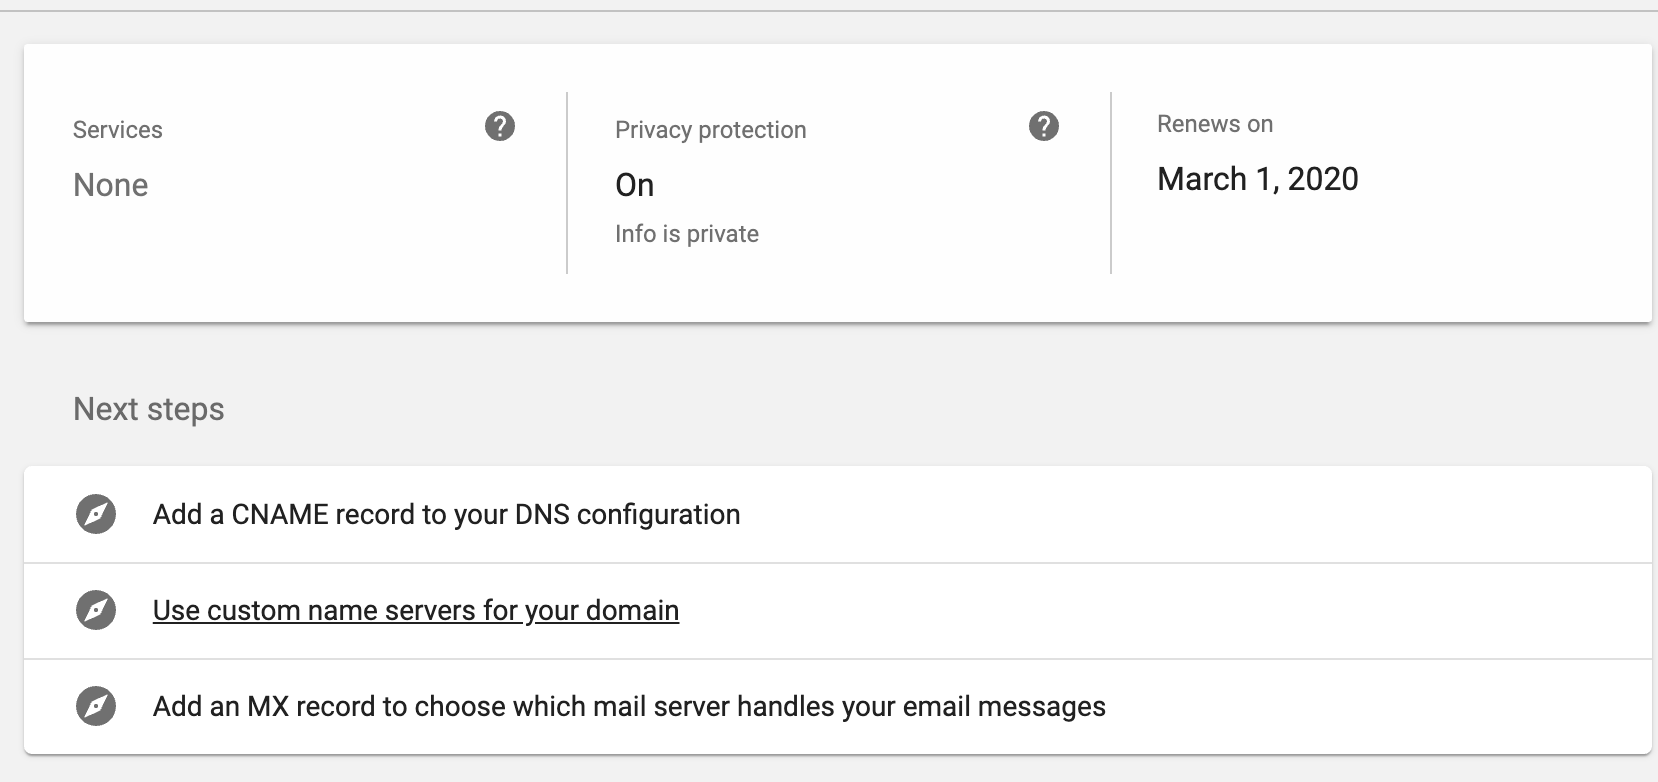 Services
None
Privacy protection
On
Info is private
Renews on
March 1, 2020
Next steps
Add a CNAME record to your DNS configuration
Use custom name servers for your domain
Add an MX record to choose which mail server handles your email messages